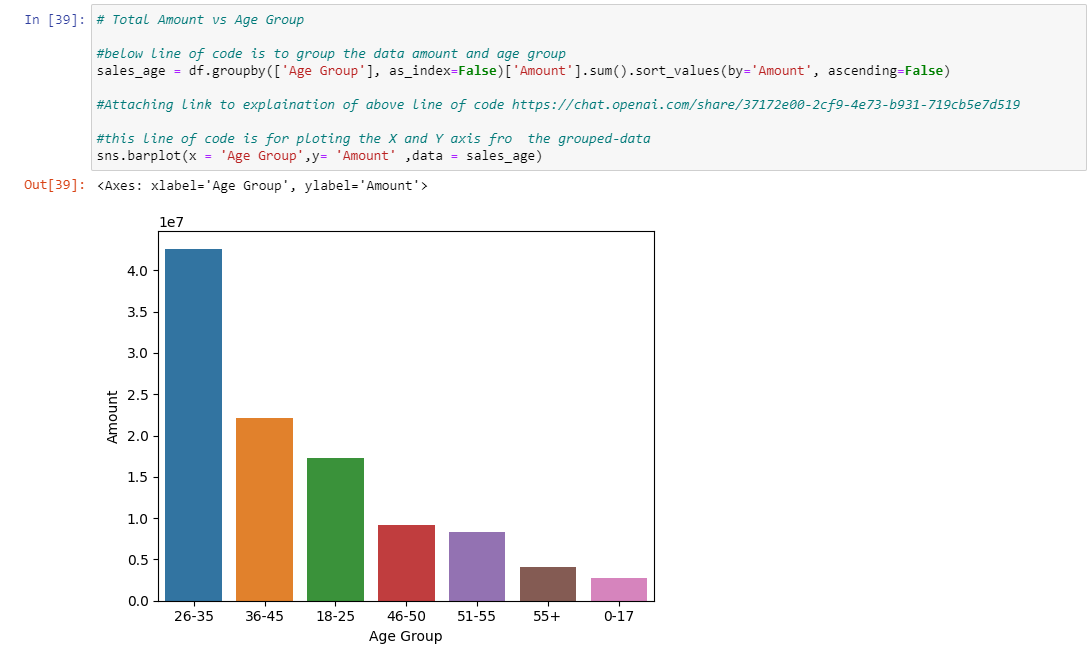 In [39]: # Total Amount vs Age Group
#below line of code is to group the data amount and age group
sales_age = df.groupby(['Age Group'], as_index=False)['Amount'].sum().sort_values(by='Amount', ascending=False)
#Attaching link to explaination of above line of code https://chat.openai.com/share/37172e00-2cf9-4e73-b931-719cb5e7d519
#this line of code is for ploting the X and Y axis fro  the grouped-data
sns.barplot(x = 'Age Group',y= 'Amount' ,data = sales_age)
Out[39]: <Axes: xlabel='Age Group', ylabel='Amount'>
1e7
4.0
3.5
3.0
2.5
2.0
1.5
1.0
0.5
0.0
Amount
26-35 36-45 18-25 46-50 51-55 55+ 0-17
Age Group